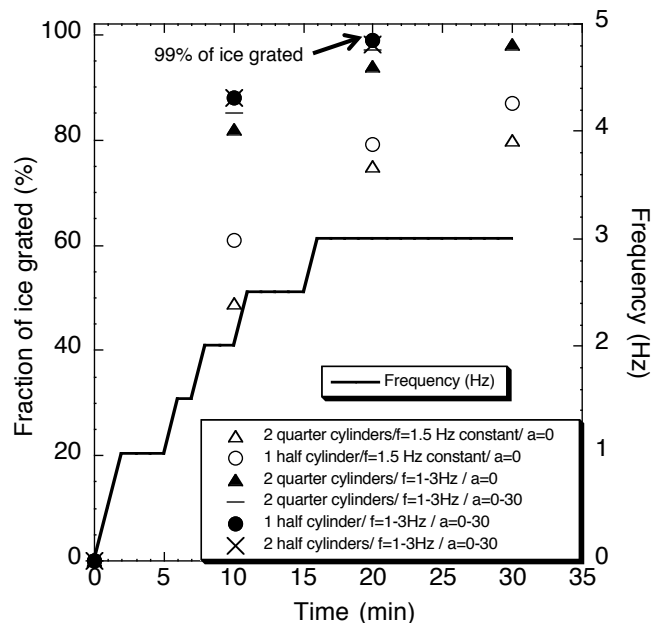 100
80
60
40
20
0
Fraction of ice grated (%)
99% of ice grated
5
4
3
2
1
0
Frequency (Hz)
Frequency (Hz)
2 quarter cylinders/f=1.5 Hz constant/ a=0
1 half cylinder/f=1.5 Hz constant/a=0
2 quarter cylinders/ f=1-3Hz / a=0
2 quarter cylinders/ f=1-3Hz / a=0-30
1 half cylinder/ f=1-3Hz / a=0-30
2 half cylinders/ f=1-3Hz / a=0-30
0 5 10 15 20 25 30 35
Time (min)